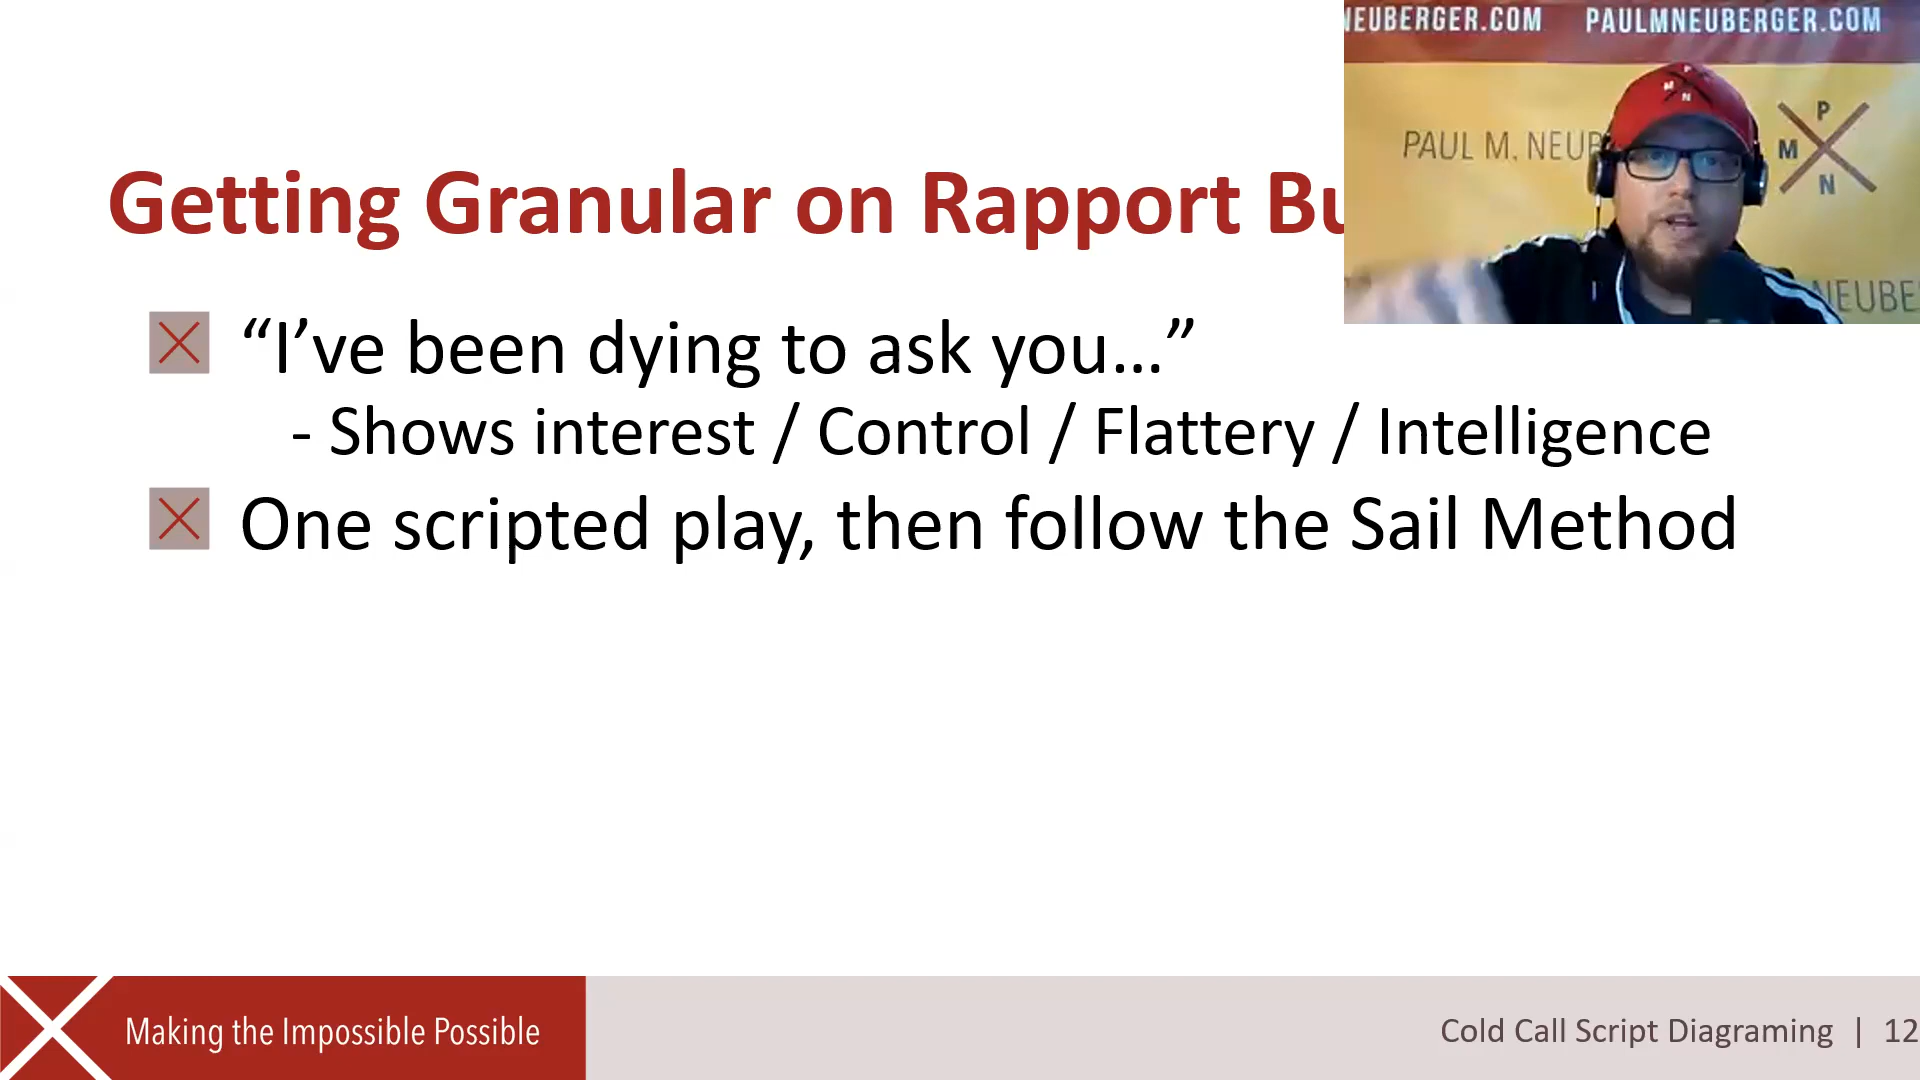 NEUBERGER.COM PAULMNEUBERGER.COM
PAUL M. NEUB
P
M
N
NEUBE
P
M N
Getting Granular on Rapport Bu
“I’ve been dying to ask you...”
- Shows interest / Control / Flattery / Intelligence
One scripted play, then follow the Sail Method
Making the Impossible Possible
Cold Call Script Diagraming | 12